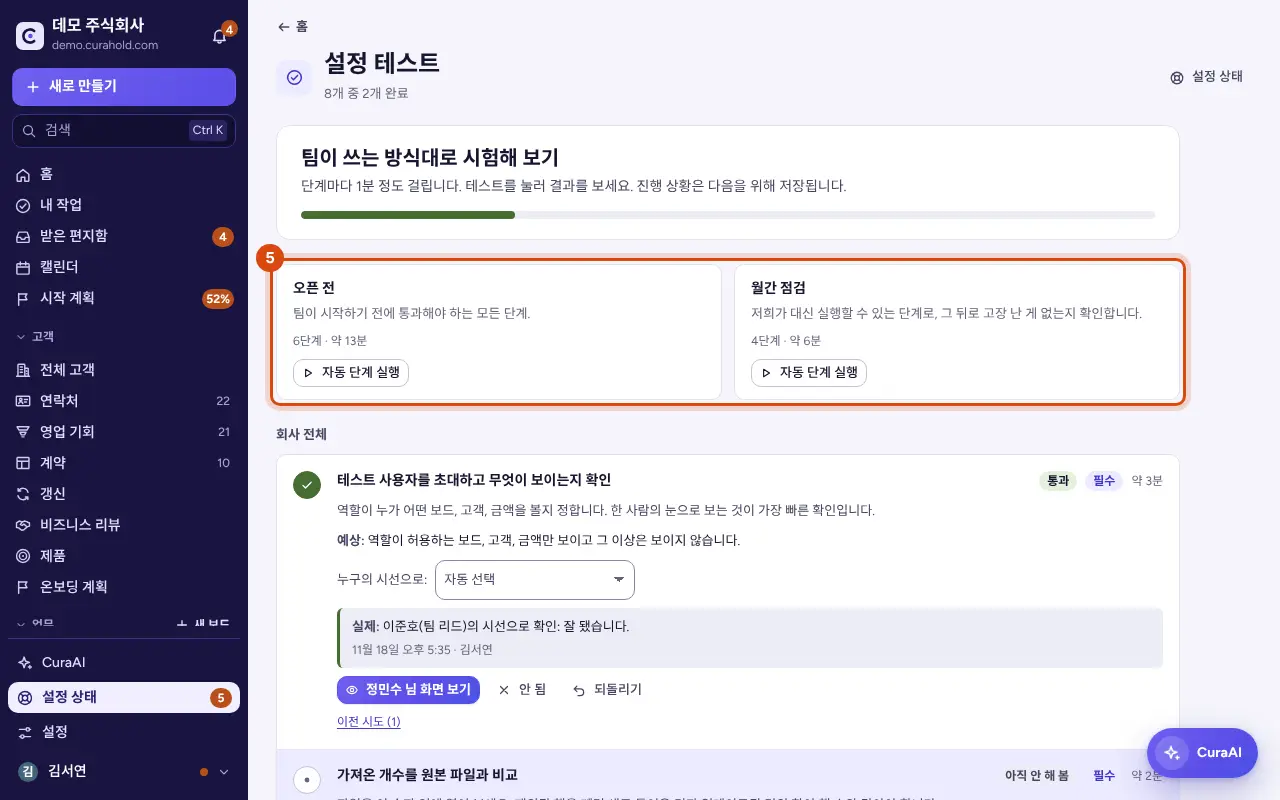 데모 주식회사
demo.curahold.com
4
새로 만들기
검색
Ctrl K
홈
내 작업
받은 편지함
4
캘린더
시작 계획
52%
고객
전체 고객
연락처
22
영업 기회
21
계약
10
갱신
비즈니스 리뷰
제품
온보딩 계획
업무
새 보드
CuraAI
설정 상태
5
설정
김
김서연
홈
설정 테스트
8개 중 2개 완료
설정 상태
팀이 쓰는 방식대로 시험해 보기
단계마다 1분 정도 걸립니다. 테스트를 눌러 결과를 보세요. 진행 상황은 다음을 위해 저장됩니다.
5
오픈 전
팀이 시작하기 전에 통과해야 하는 모든 단계.
6단계 · 약 13분
자동 단계 실행
월간 점검
저희가 대신 실행할 수 있는 단계로, 그 뒤로 고장 난 게 없는지 확인합니다.
4단계 · 약 6분
자동 단계 실행
회사 전체
테스트 사용자를 초대하고 무엇이 보이는지 확인
통과
필수
약 3분
역할이 누가 어떤 보드, 고객, 금액을 볼지 정합니다. 한 사람의 눈으로 보는 것이 가장 빠른 확인입니다.
예상: 역할이 허용하는 보드, 고객, 금액만 보이고 그 이상은 보이지 않습니다.
누구의 시선으로:
자동 선택
실제: 이준호(팀 리드)의 시선으로 확인: 잘 됐습니다.
11월 18일 오후 5:35 · 김서연
정민수 님 화면 보기
안 됨
되돌리기
이전 시도 (1)
가져온 개수를 원본 파일과 비교
아직 안 해 봄
필수
약 2분
CuraAI